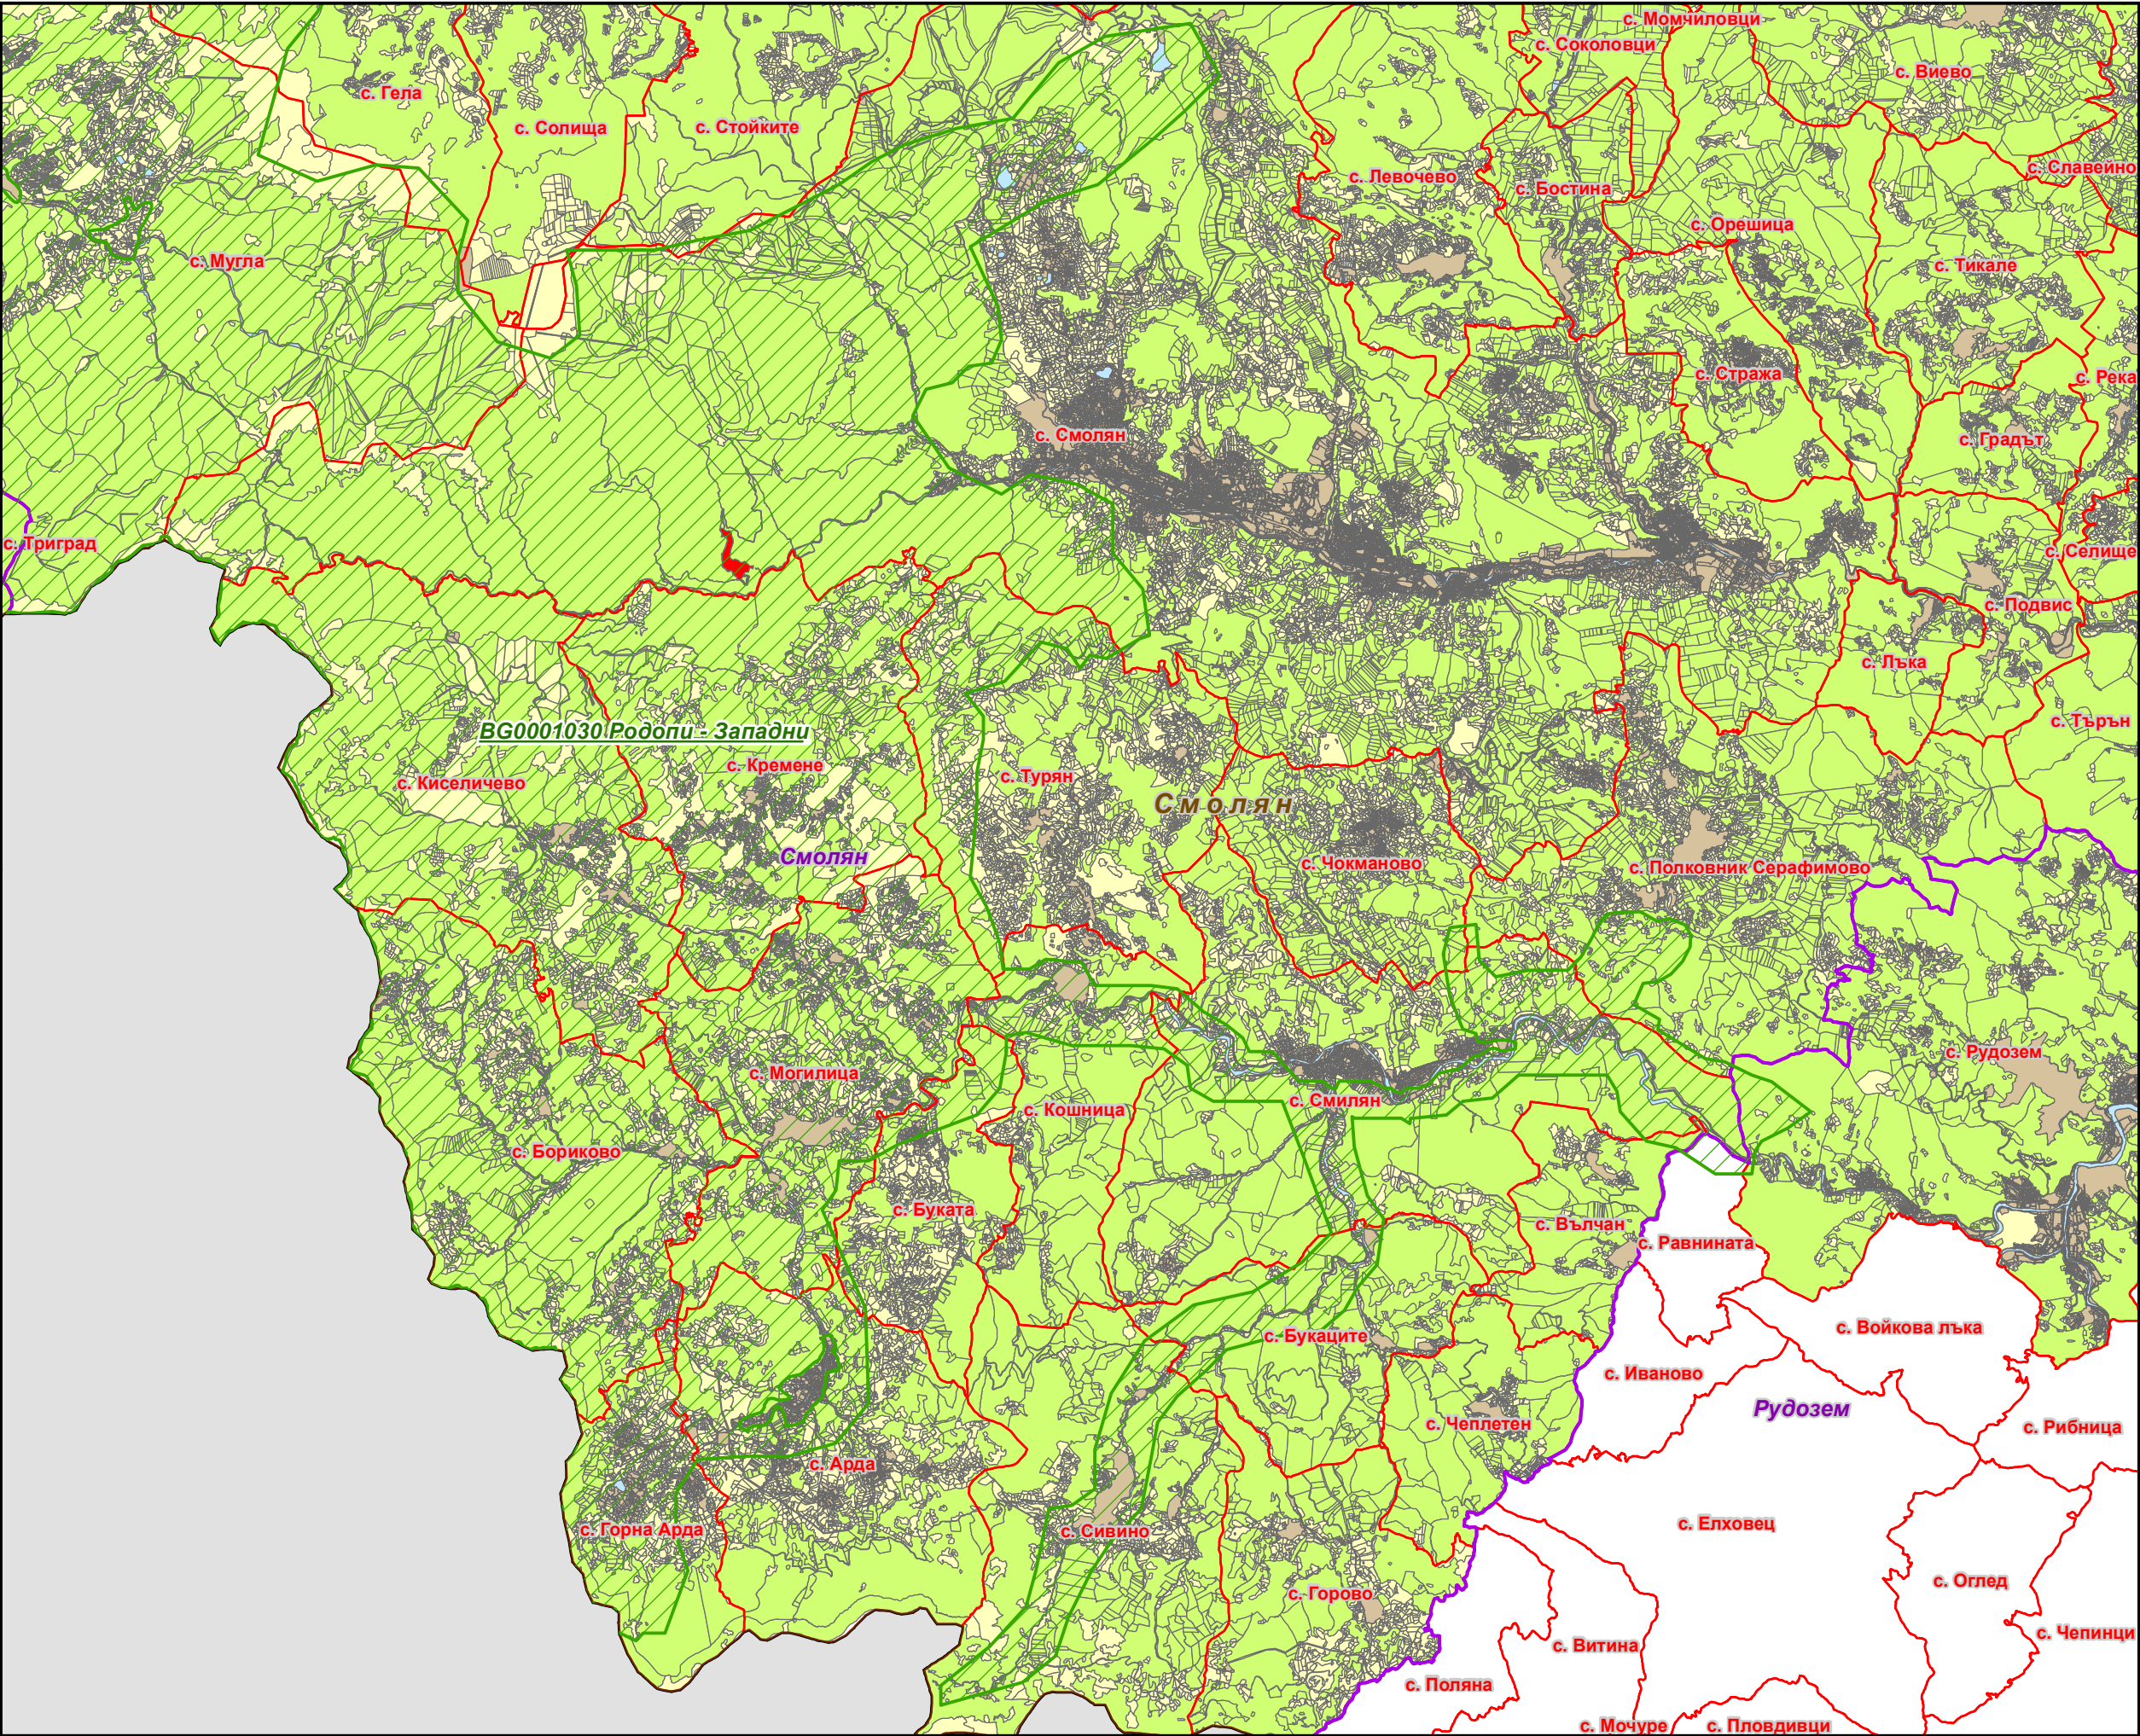 с. Момчиловци
с. Соколовци
с. Виево
с. Гела
с. Солища
с. Стойките
с. Славейно
с. Левочево
с. Бостина
с. Орешица
с. Мугла
с. Тикале
с. Стража
с. Река
с. Смолян
с. Градът
с. Триград
с. Селище
с. Подвис
с. Лъка
с. Търън
BG0001030 Родопи - Западни
с. Кремене
с. Турян
с. Киселичево
Смолян
Смолян
с. Чокманово
с. Полковник Серафимово
с. Рудозем
с. Могилица
с. Кошница
с. Смилян
с. Бориково
с. Буката
с. Вълчан
с. Равнината
с. Войкова лъка
с. Букаците
с. Иваново
Рудозем
с. Чеплетен
с. Рибница
с. Арда
с. Горна Арда
с. Сивино
с. Елховец
с. Оглед
с. Горово
с. Чепинци
с. Витина
с. Поляна
с. Мочуре
с. Пловдивци